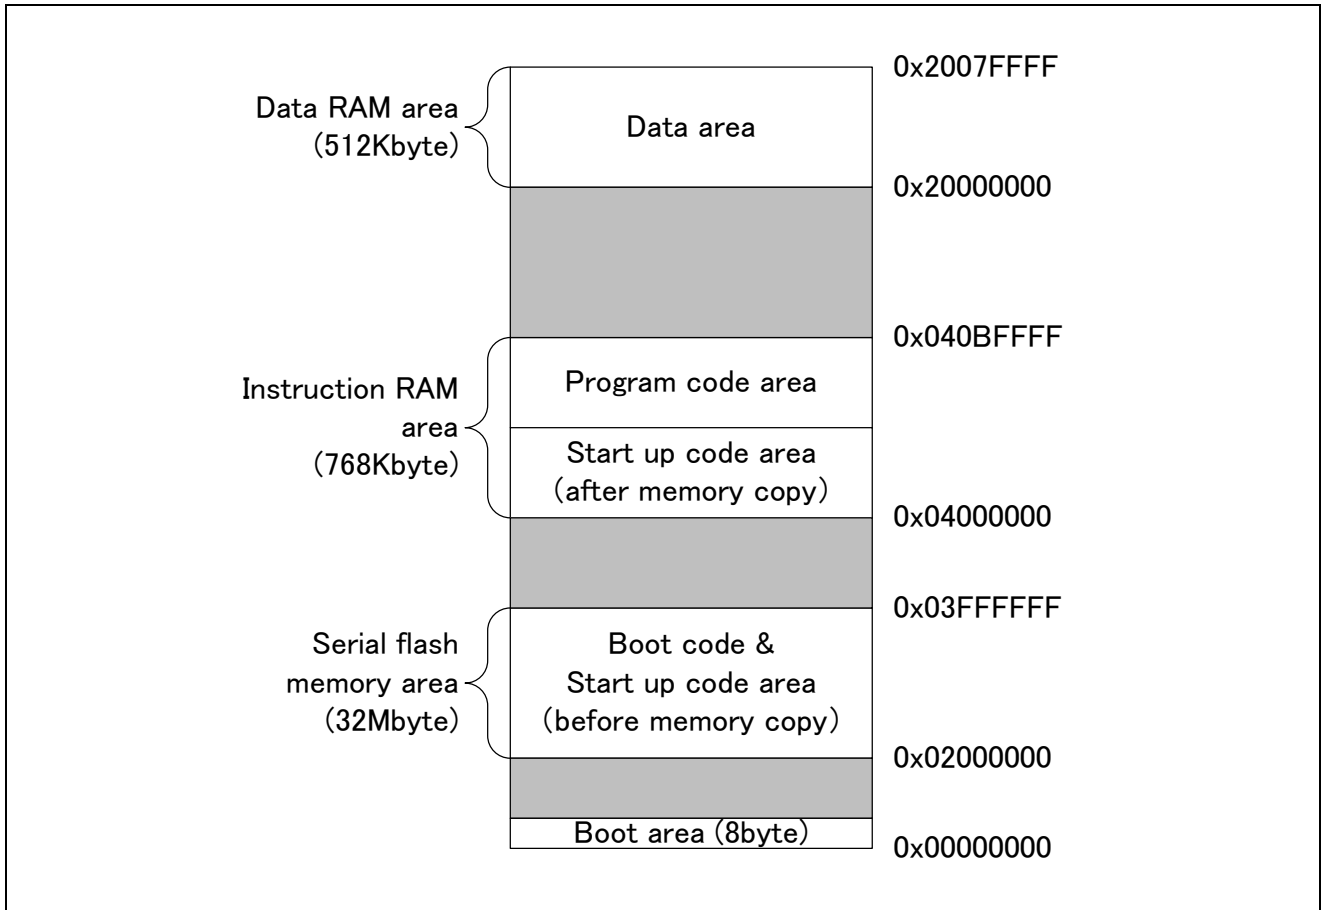 0x2007FFFF
Data RAM area
(512Kbyte)
Data area
0x20000000
0x040BFFFF
Instruction RAM
area
(768Kbyte)
Program code area
Start up code area
(after memory copy)
0x04000000
0x03FFFFFF
Serial flash
memory area
(32Mbyte)
Boot code &
Start up code area
(before memory copy)
0x02000000
Boot area (8byte)
0x00000000